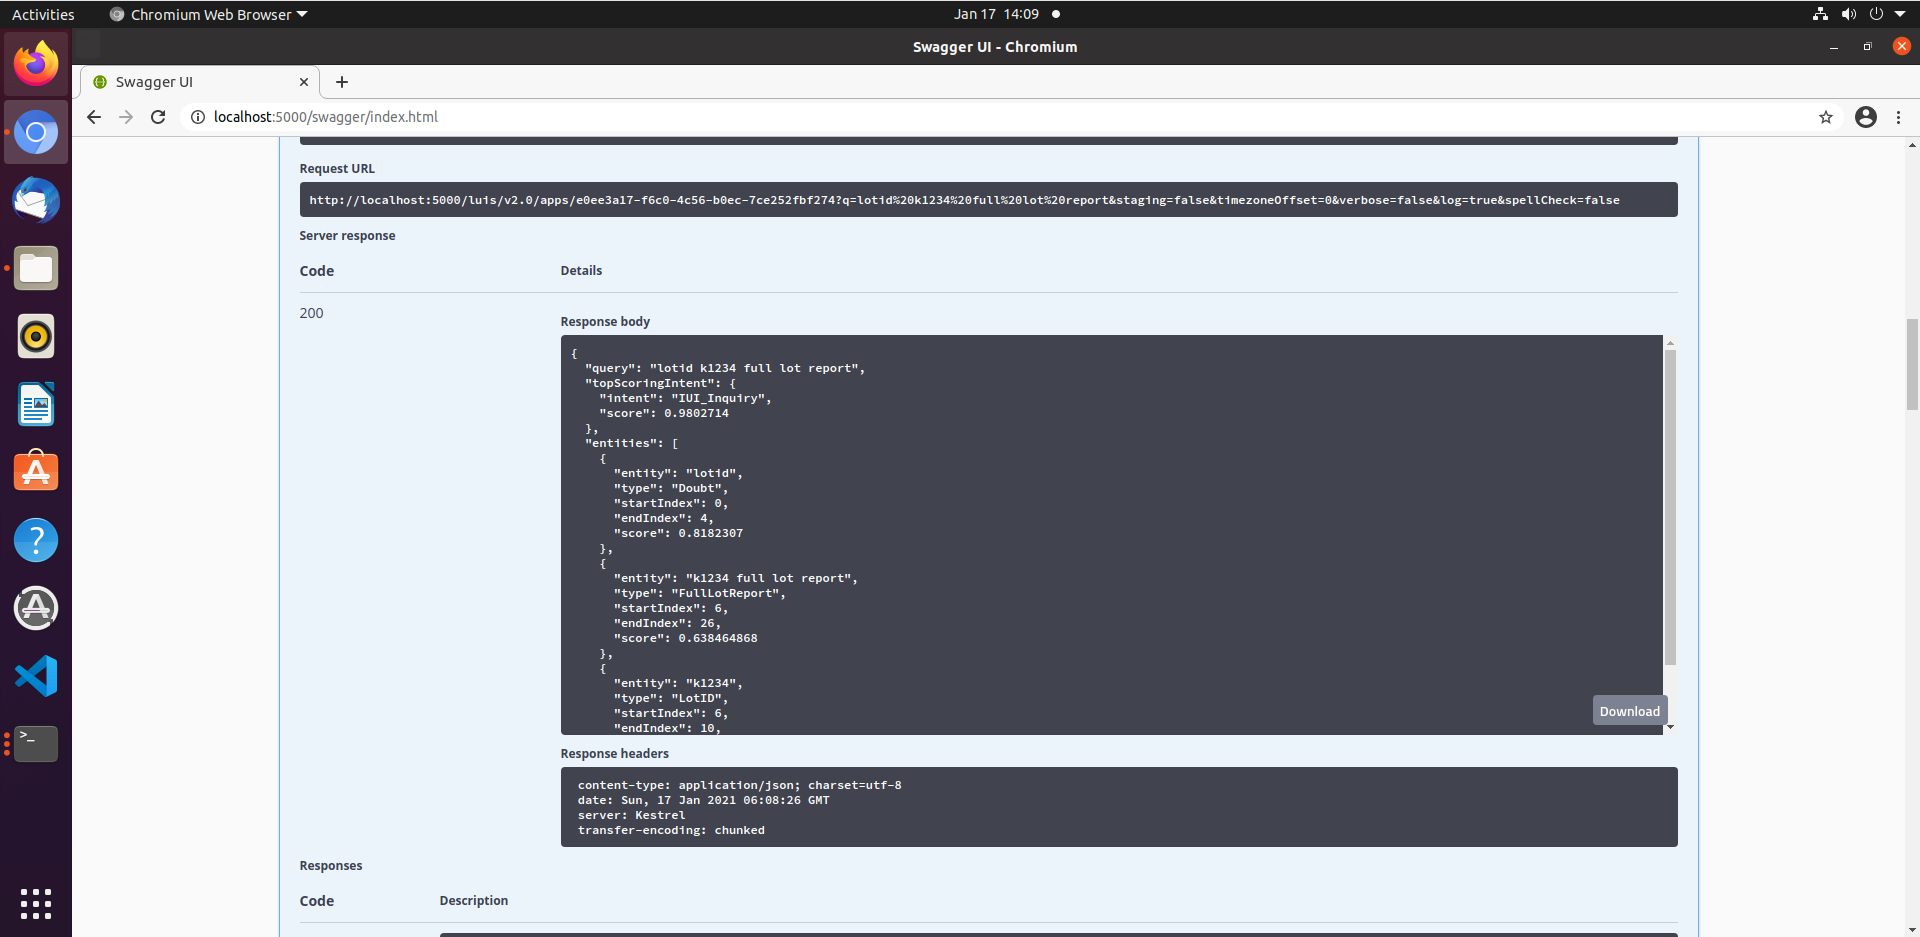 Activities
Chromium Web Browser
Jan 17 14:09
Swagger UI - Chromium
Swagger UI
localhost:5000/swagger/index.html
Request URL
http://localhost:5000/luis/v2.0/apps/e0ee3a17-f6c0-4c56-b0ec-7ce252fbf274?q=lotid%20k1234%20full%20lot%20report&staging=false&timezoneOffset=0&verbose=false&log=true&spellCheck=false
Server response
Code Details
200
Response body
{
"query": "lotid k1234 full lot report",
"topScoringIntent": {
"intent": "IUI_Inquiry",
"score": 0.9802714
},
"entities": [
{
"entity": "lotid",
"type": "Doubt",
"startIndex": 0,
"endIndex": 4,
"score": 0.8182307
},
{
"entity": "k1234 full lot report",
"type": "FullLotReport",
"startIndex": 6,
"endIndex": 26,
"score": 0.638464868
},
{
"entity": "k1234",
"type": "LotID",
"startIndex": 6,
"endIndex": 10,
Download
Response headers
content-type: application/json; charset=utf-8
date: Sun, 17 Jan 2021 06:08:26 GMT
server: Kestrel
transfer-encoding: chunked
Responses
Code Description